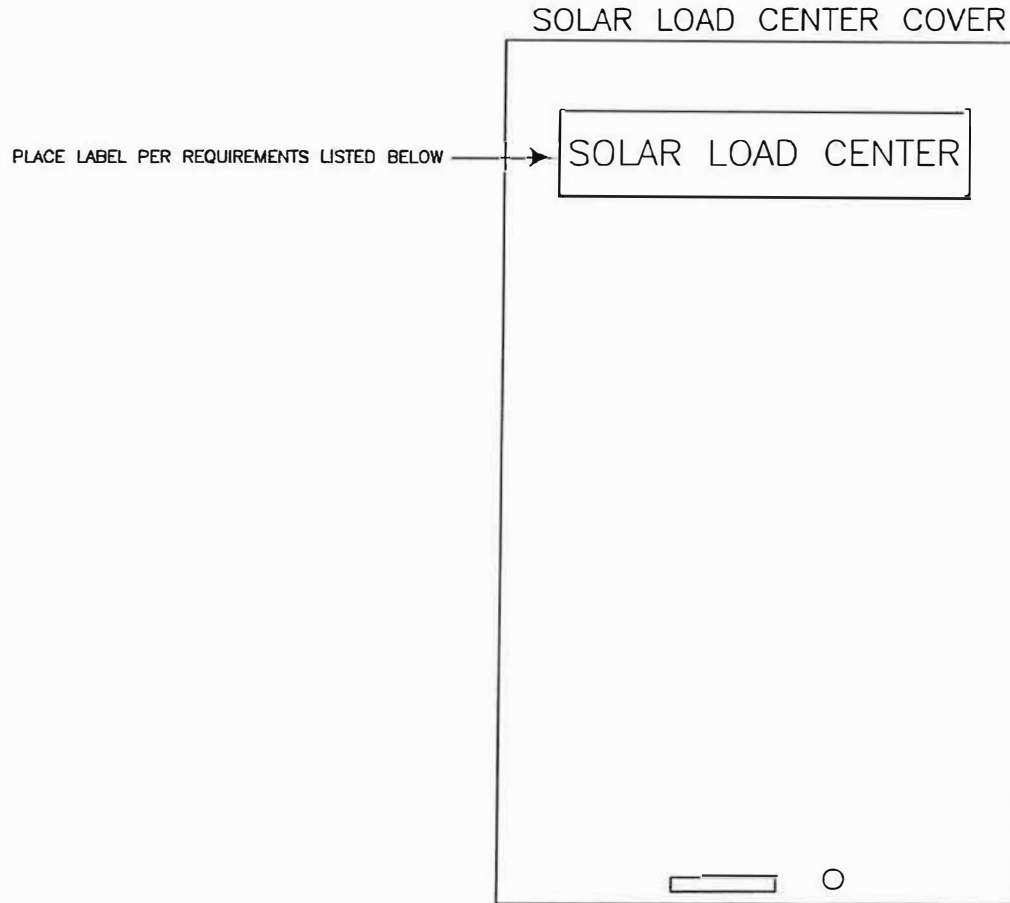 SOLAR LOAD CENTER COVER
PLACE LABEL PER REQUIREMENTS LISTED BELOW
SOLAR LOAD CENTER